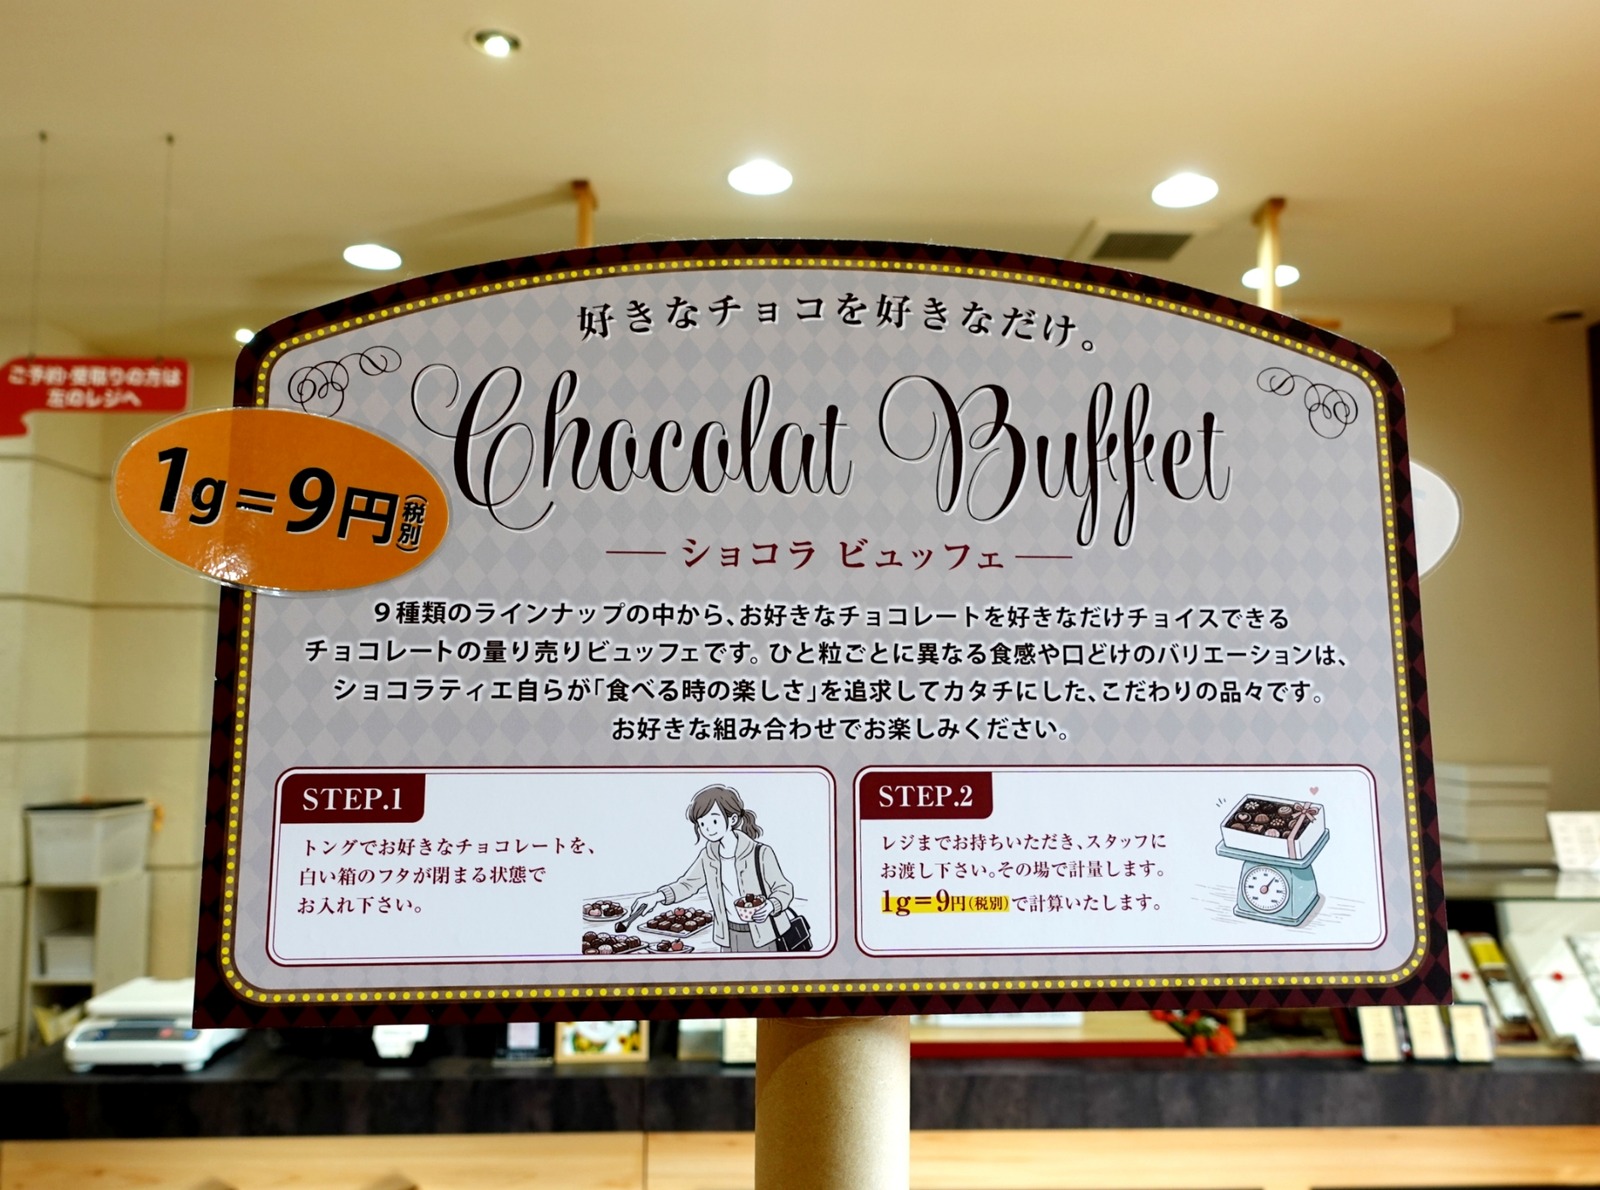 好きなチョコを好きなだけ。
Chocolat Buffet
ショコラ ビュッフェ
ご予約・受取りの方は
左のレジへ
1g=9円(税別)
9種類のラインナップの中から、お好きなチョコレートを好きなだけチョイスできる
チョコレートの量り売りビュッフェです。ひと粒ごとに異なる食感や口どけのバリエーションは、
ショコラティエ自らが「食べる時の楽しさ」を追求してカタチにした、こだわりの品々です。
お好きな組み合わせでお楽しみください。
STEP.1
トングでお好きなチョコレートを、
白い箱のフタが閉まる状態で
お入れ下さい。
STEP.2
レジまでお持ちいただき、スタッフに
お渡し下さい。その場で計量します。
1g=9円(税別)で計算いたします。